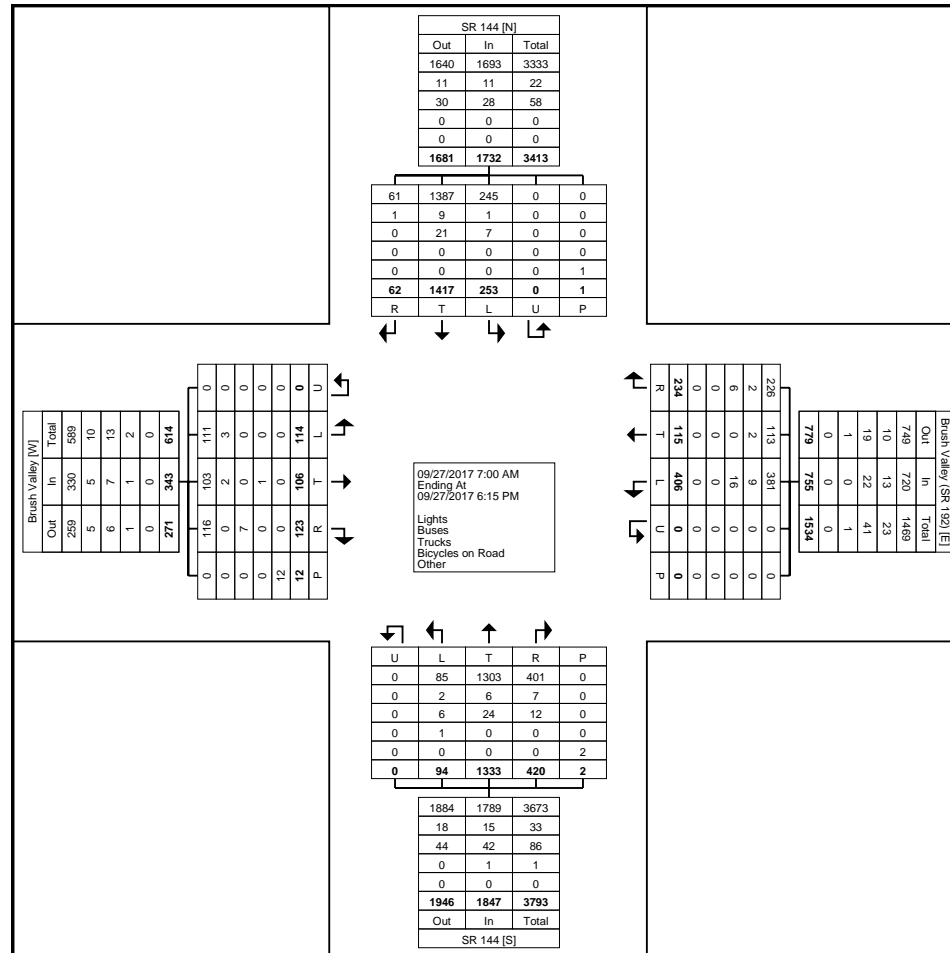 SR 144 [N]
Out In Total
1640 1693 3333
11 11 22
30 28 58
0 0 0
0 0 0
1681 1732 3413
61 1387 245 0 0
1 9 1 0 0
0 21 7 0 0
0 0 0 0 0
0 0 0 0 1
62 1417 253 0 1
R T L U P
Brush Valley [W]
Out In Total
259 330 589
5 5 10
6 7 13
1 1 2
0 0 0
271 343 614
0 116 103 111 0
0 0 2 3 0
0 7 0 0 0
0 0 1 0 0
12 0 0 0 0
12 123 106 114 0
P R T L U
09/27/2017 7:00 AM
Ending At
09/27/2017 6:15 PM
Lights
Buses
Trucks
Bicycles on Road
Other
Brush Valley (SR 192) [E]
Out In Total
749 720 1469
10 13 23
19 22 41
1 0 1
0 0 0
779 755 1534
226 113 381 0 0
2 2 9 0 0
6 0 16 0 0
0 0 0 0 0
0 0 0 0 0
234 115 406 0 0
R T L U P
U L T R P
0 85 1303 401 0
0 2 6 7 0
0 6 24 12 0
0 1 0 0 0
0 0 0 0 2
0 94 1333 420 2
1884 1789 3673
18 15 33
44 42 86
0 1 1
0 0 0
1946 1847 3793
Out In Total
SR 144 [S]